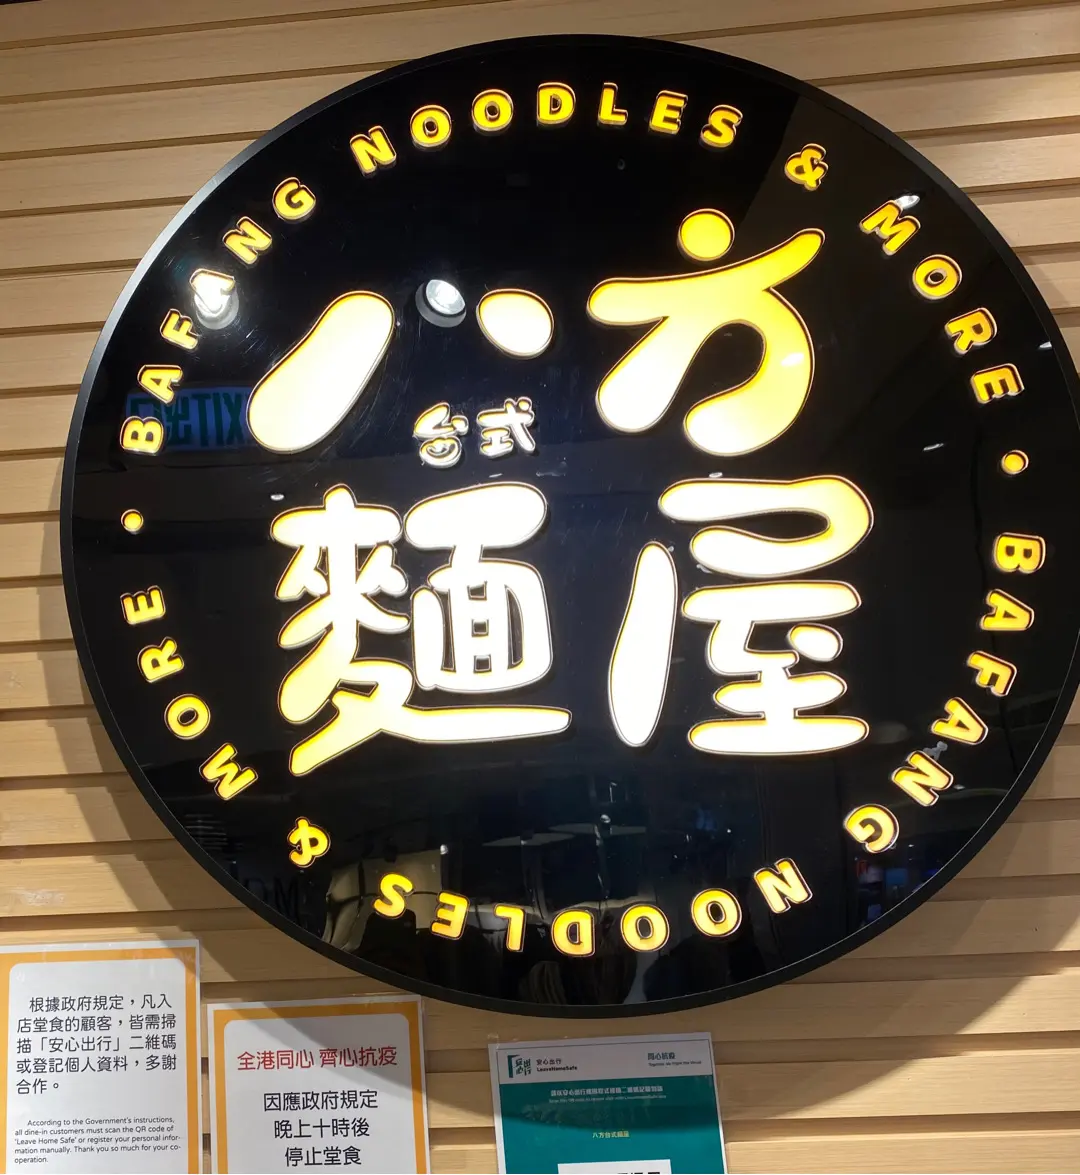 BAFANG NOODLES & MORE • BAFANG NOODLES & MORE •
八方
台式
麵屋
根據政府規定，凡入
店堂食的顧客，皆需掃
描「安心出行」二維碼
或登記個人資料，多謝
合作。
According to the Government's instructions,
all dine-in customers must scan the QR code of
'Leave Home Safe' or register your personal infor-
mation manually. Thank you so much for your co-
operation.
全港同心 齊心抗疫
因應政府規定
晚上十時後
停止堂食
安心出行
LeaveHomeSafe
同心抗疫
Together, We Fight the Virus!
八方台式麵屋